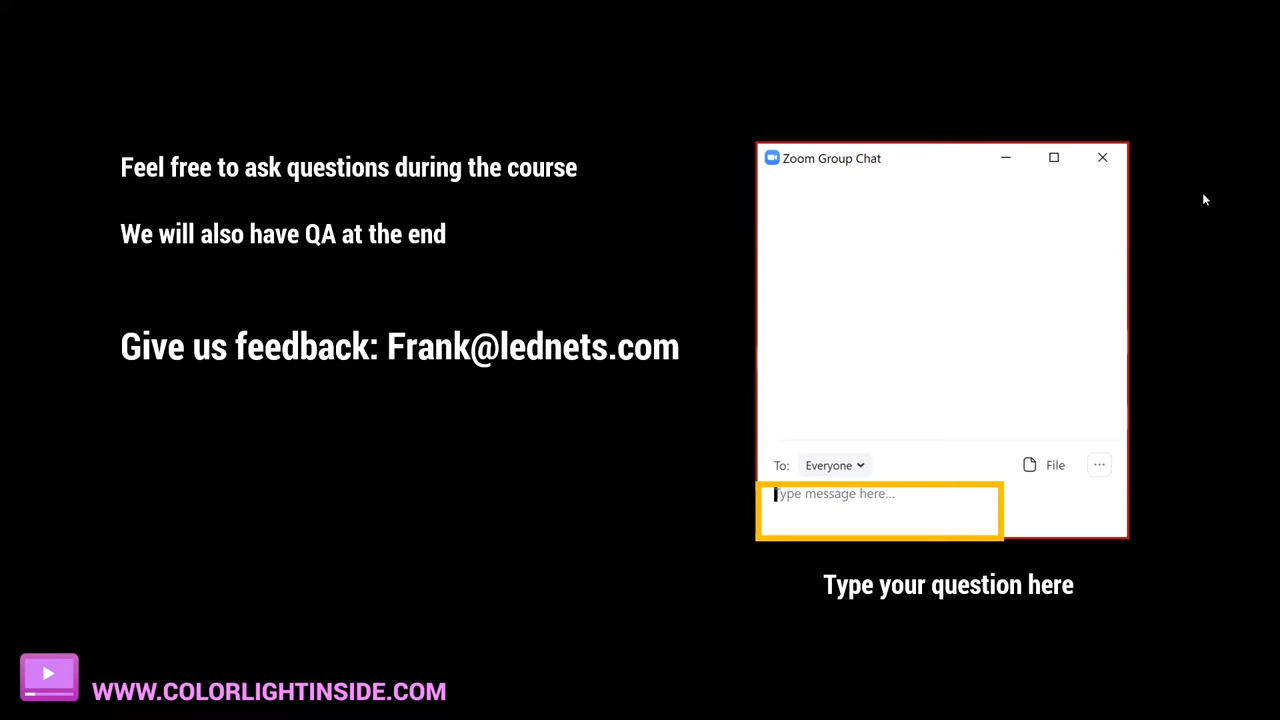 Feel free to ask questions during the course
We will also have QA at the end
Give us feedback: Frank@lednets.com
Zoom Group Chat
To: Everyone File ...
Type message here...
Type your question here
WWW.COLORLIGHTINSIDE.COM